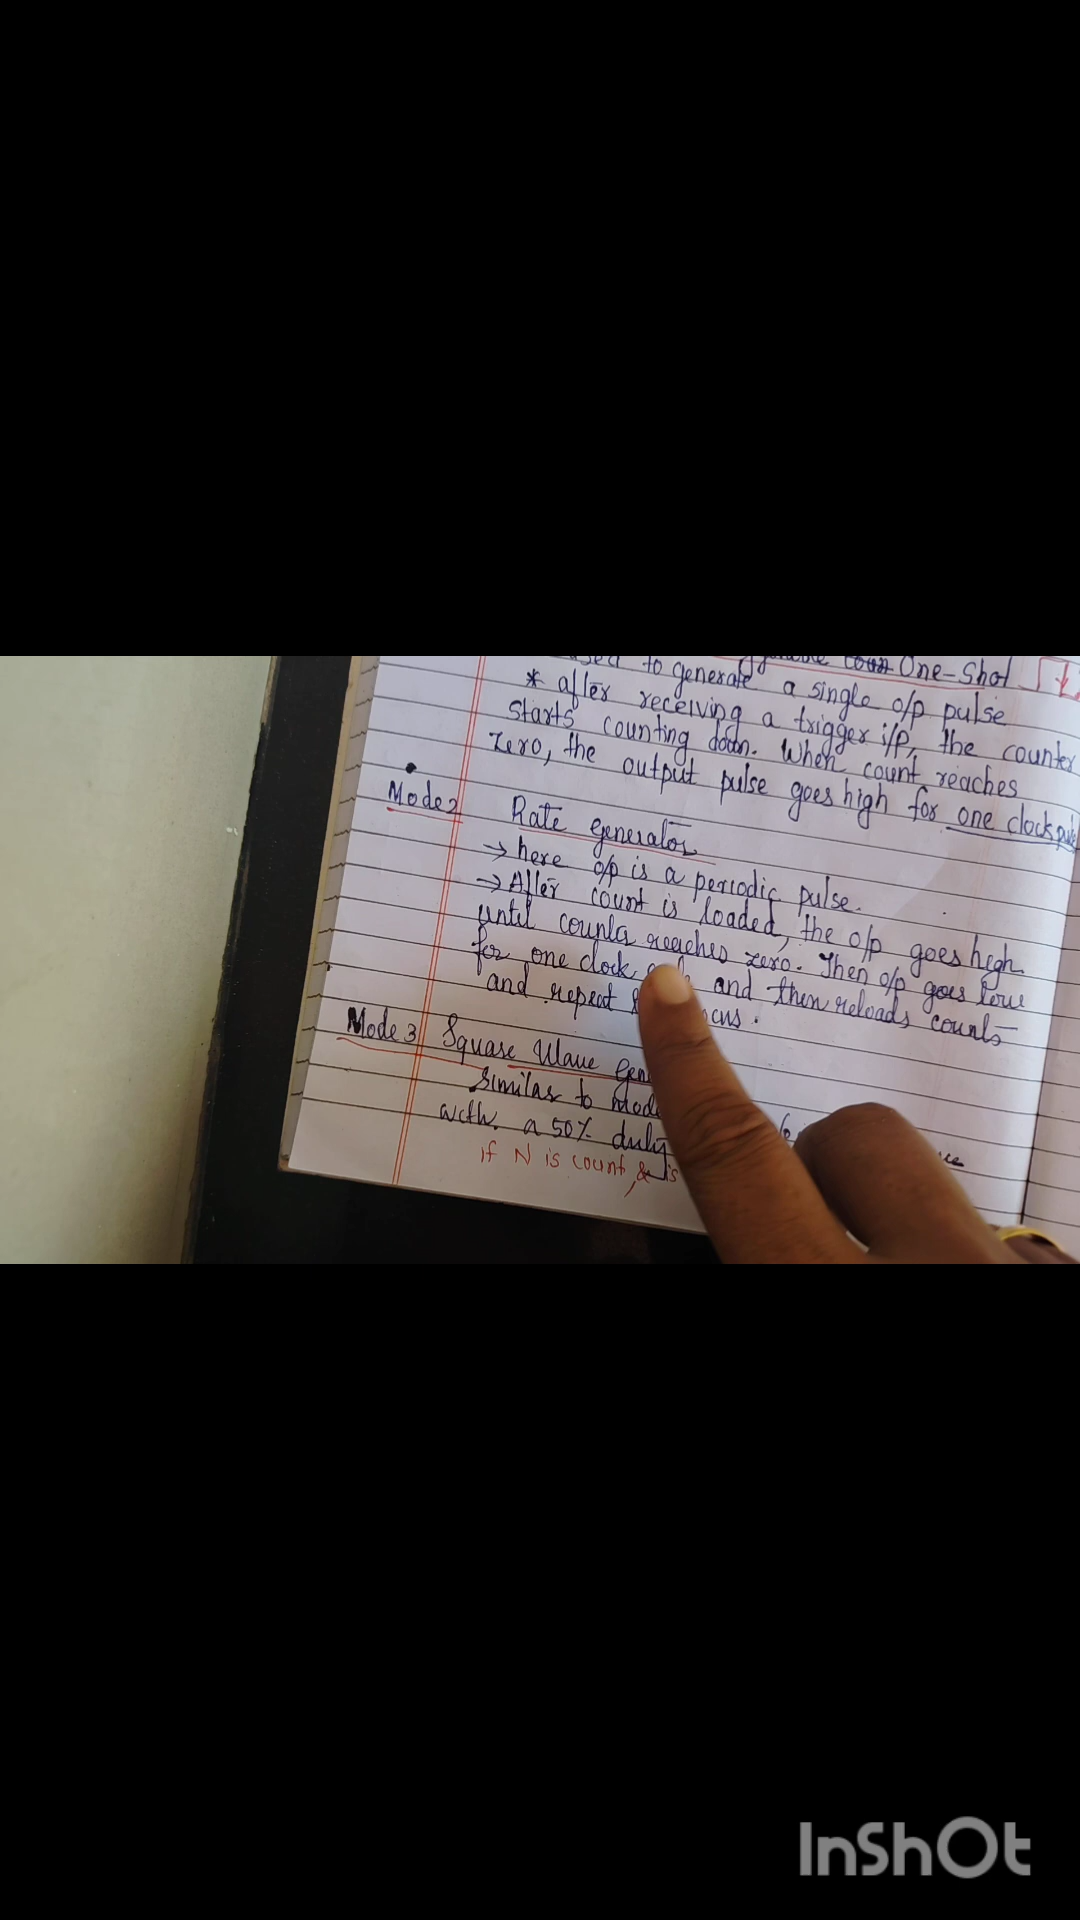 to generate a single o/p pulse
One-Shot
* after receiving a trigger i/p, the counter
starts counting down. When count reaches
zero, the output pulse goes high for one clock
Mode 2 Rate generator
→ here o/p is a periodic pulse.
→ After count is loaded, the o/p goes high
until counter reaches zero. Then o/p goes low
for one clock and then reloads counts
and repeat
Mode 3 Square Wave
similar to
with a 50% duty
if N is count, & is
InShOt